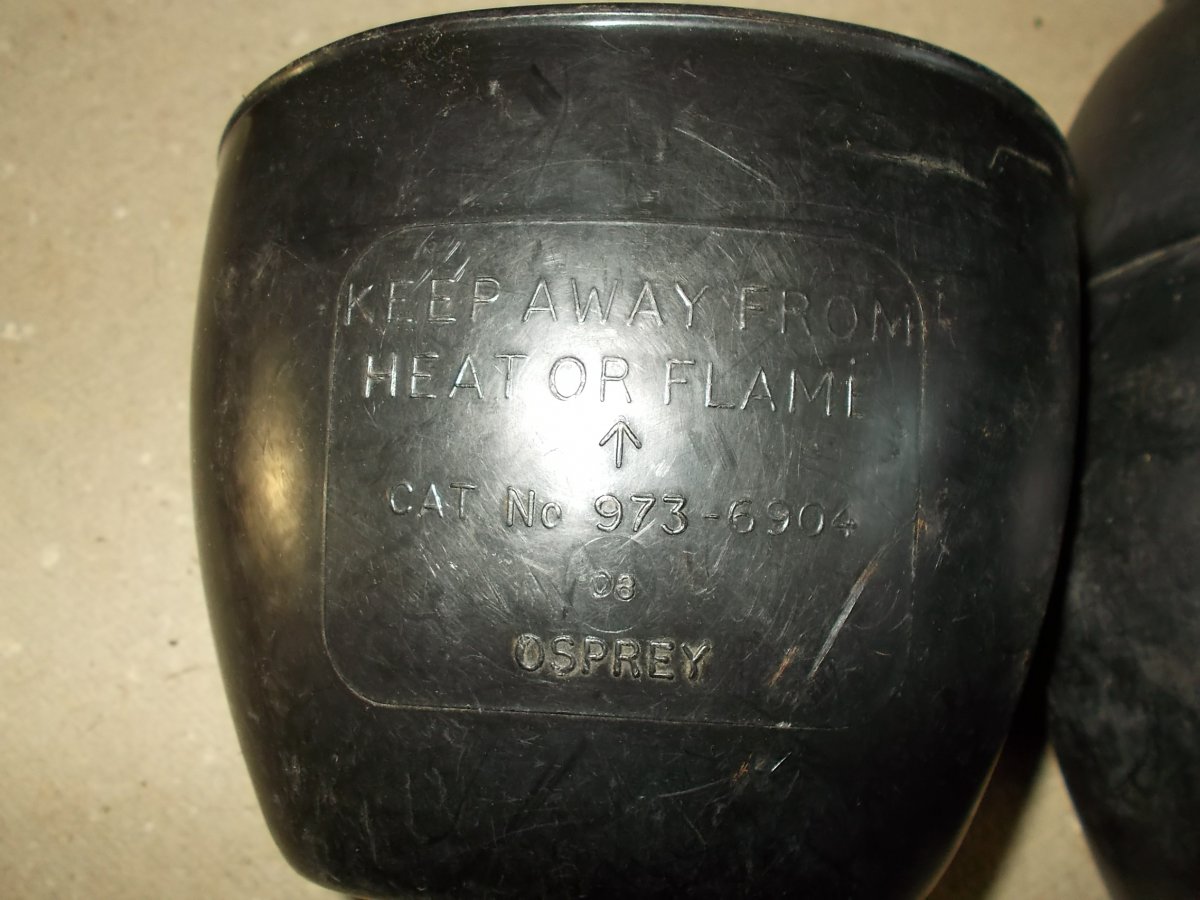 KEEP AWAY FROM
HEAT OR FLAME
↑
CAT No 973-6904
08
OSPREY